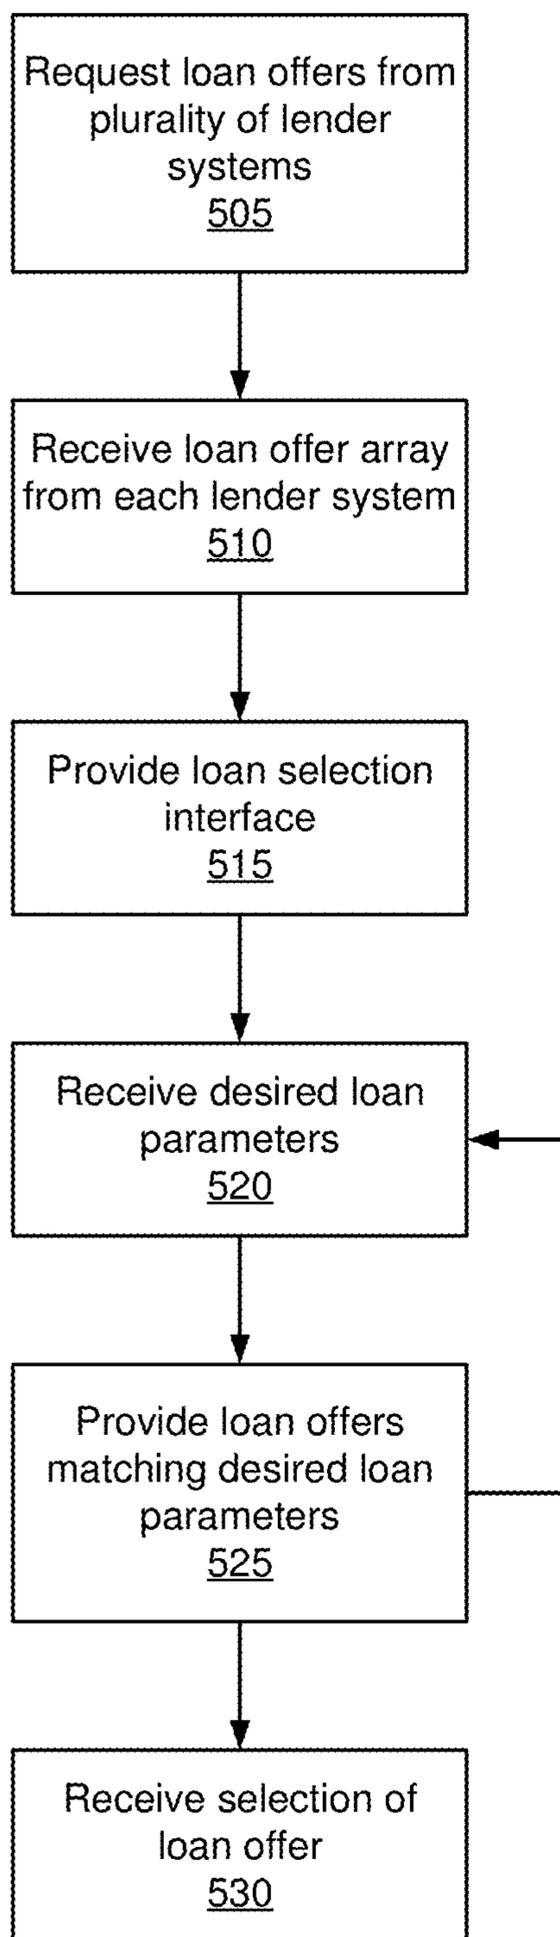 Request loan offers from
plurality of lender
systems
505
Receive loan offer array
from each lender system
510
Provide loan selection
interface
515
Receive desired loan
parameters
520
Provide loan offers
matching desired loan
parameters
525
Receive selection of
loan offer
530